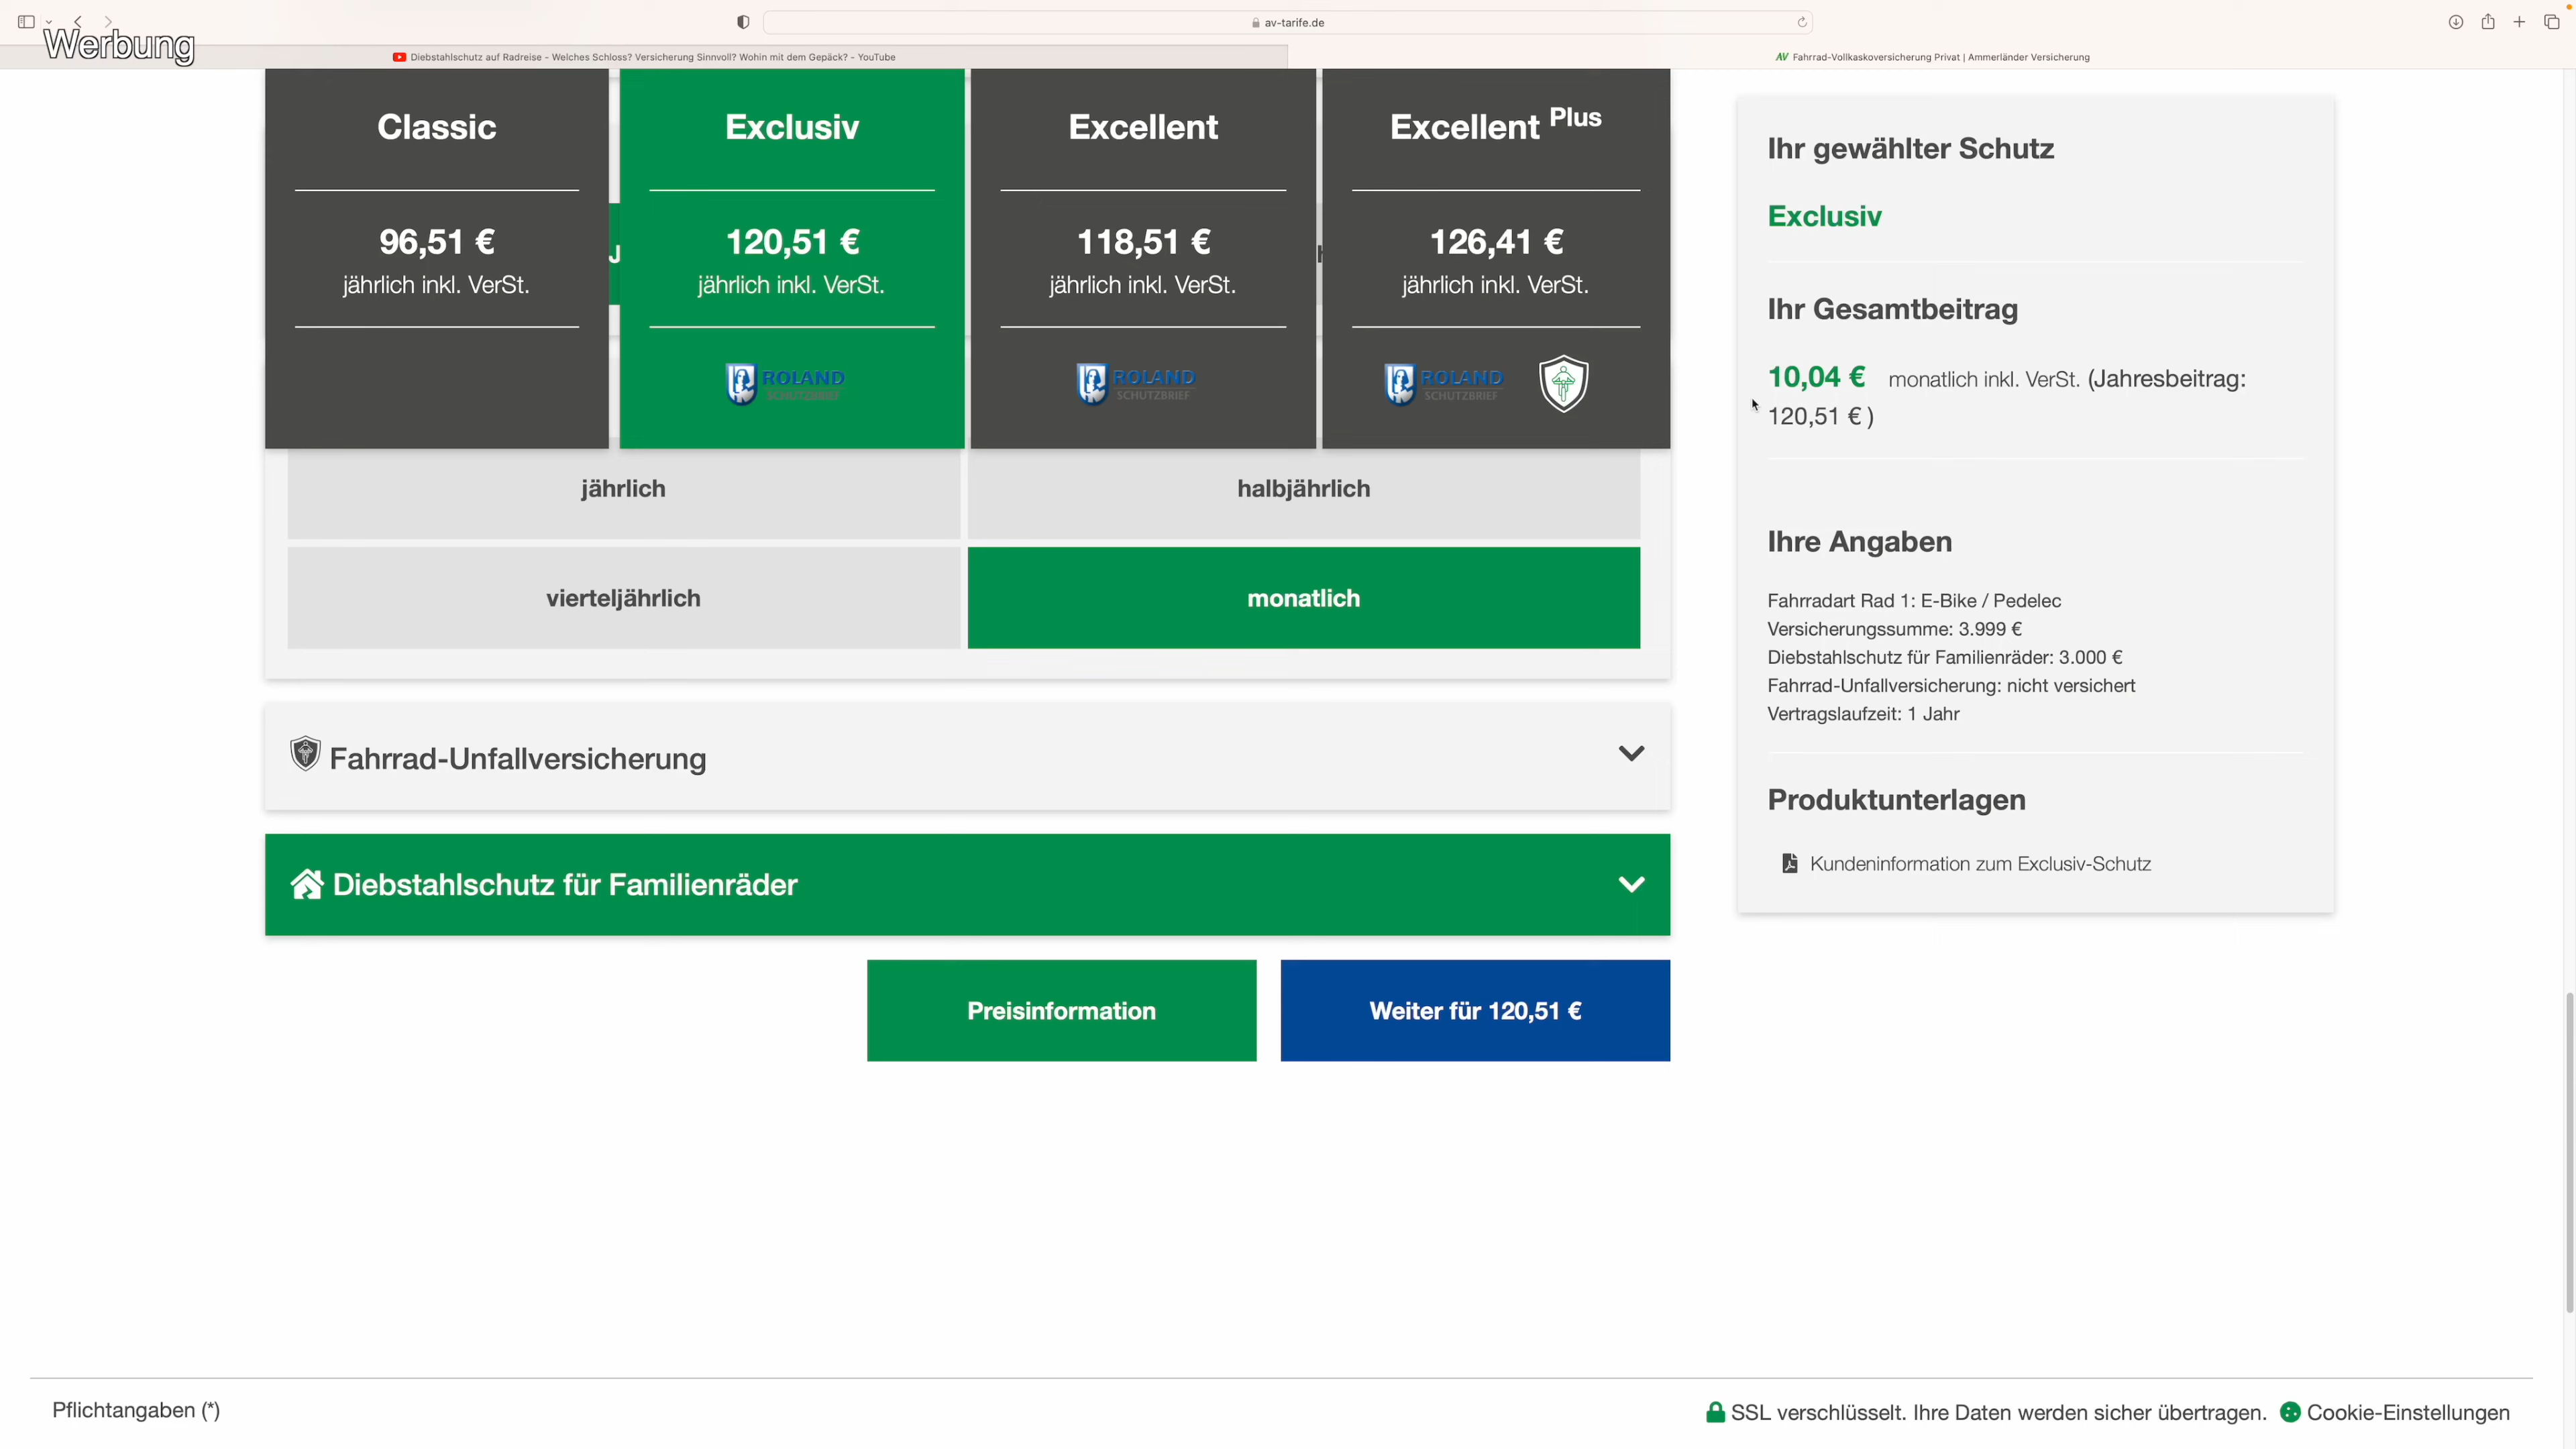 av-tarife.de
Werbung
Diebstahlschutz auf Radreise - Welches Schloss? Versicherung Sinnvoll? Wohin mit dem Gepäck? - YouTube
Fahrrad-Vollkaskoversicherung Privat | Ammerländer Versicherung
Classic
96,51 €
jährlich inkl. VerSt.
Exclusiv
120,51 €
jährlich inkl. VerSt.
ROLAND
SCHUTZBRIEF
Excellent
118,51 €
jährlich inkl. VerSt.
ROLAND
SCHUTZBRIEF
Excellent Plus
126,41 €
jährlich inkl. VerSt.
ROLAND
SCHUTZBRIEF
jährlich
halbjährlich
vierteljährlich
monatlich
Fahrrad-Unfallversicherung
Diebstahlschutz für Familienräder
Preisinformation
Weiter für 120,51 €
Ihr gewählter Schutz
Exclusiv
Ihr Gesamtbeitrag
10,04 € monatlich inkl. VerSt. (Jahresbeitrag:
120,51 € )
Ihre Angaben
Fahrradart Rad 1: E-Bike / Pedelec
Versicherungssumme: 3.999 €
Diebstahlschutz für Familienräder: 3.000 €
Fahrrad-Unfallversicherung: nicht versichert
Vertragslaufzeit: 1 Jahr
Produktunterlagen
Kundeninformation zum Exclusiv-Schutz
Pflichtangaben (*)
SSL verschlüsselt. Ihre Daten werden sicher übertragen.
Cookie-Einstellungen